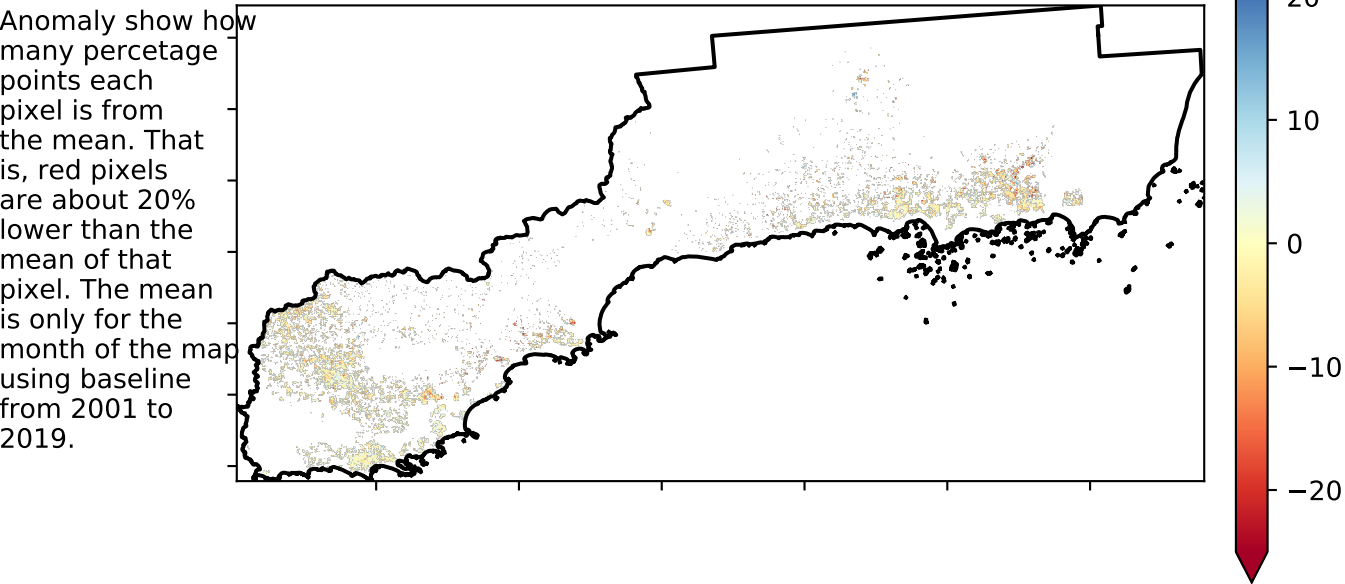 Anomaly show how
many percetage
points each
pixel is from
the mean. That
is, red pixels
are about 20%
lower than the
mean of that
pixel. The mean
is only for the
month of the map
using baseline
from 2001 to
2019.
20
10
0
−10
−20